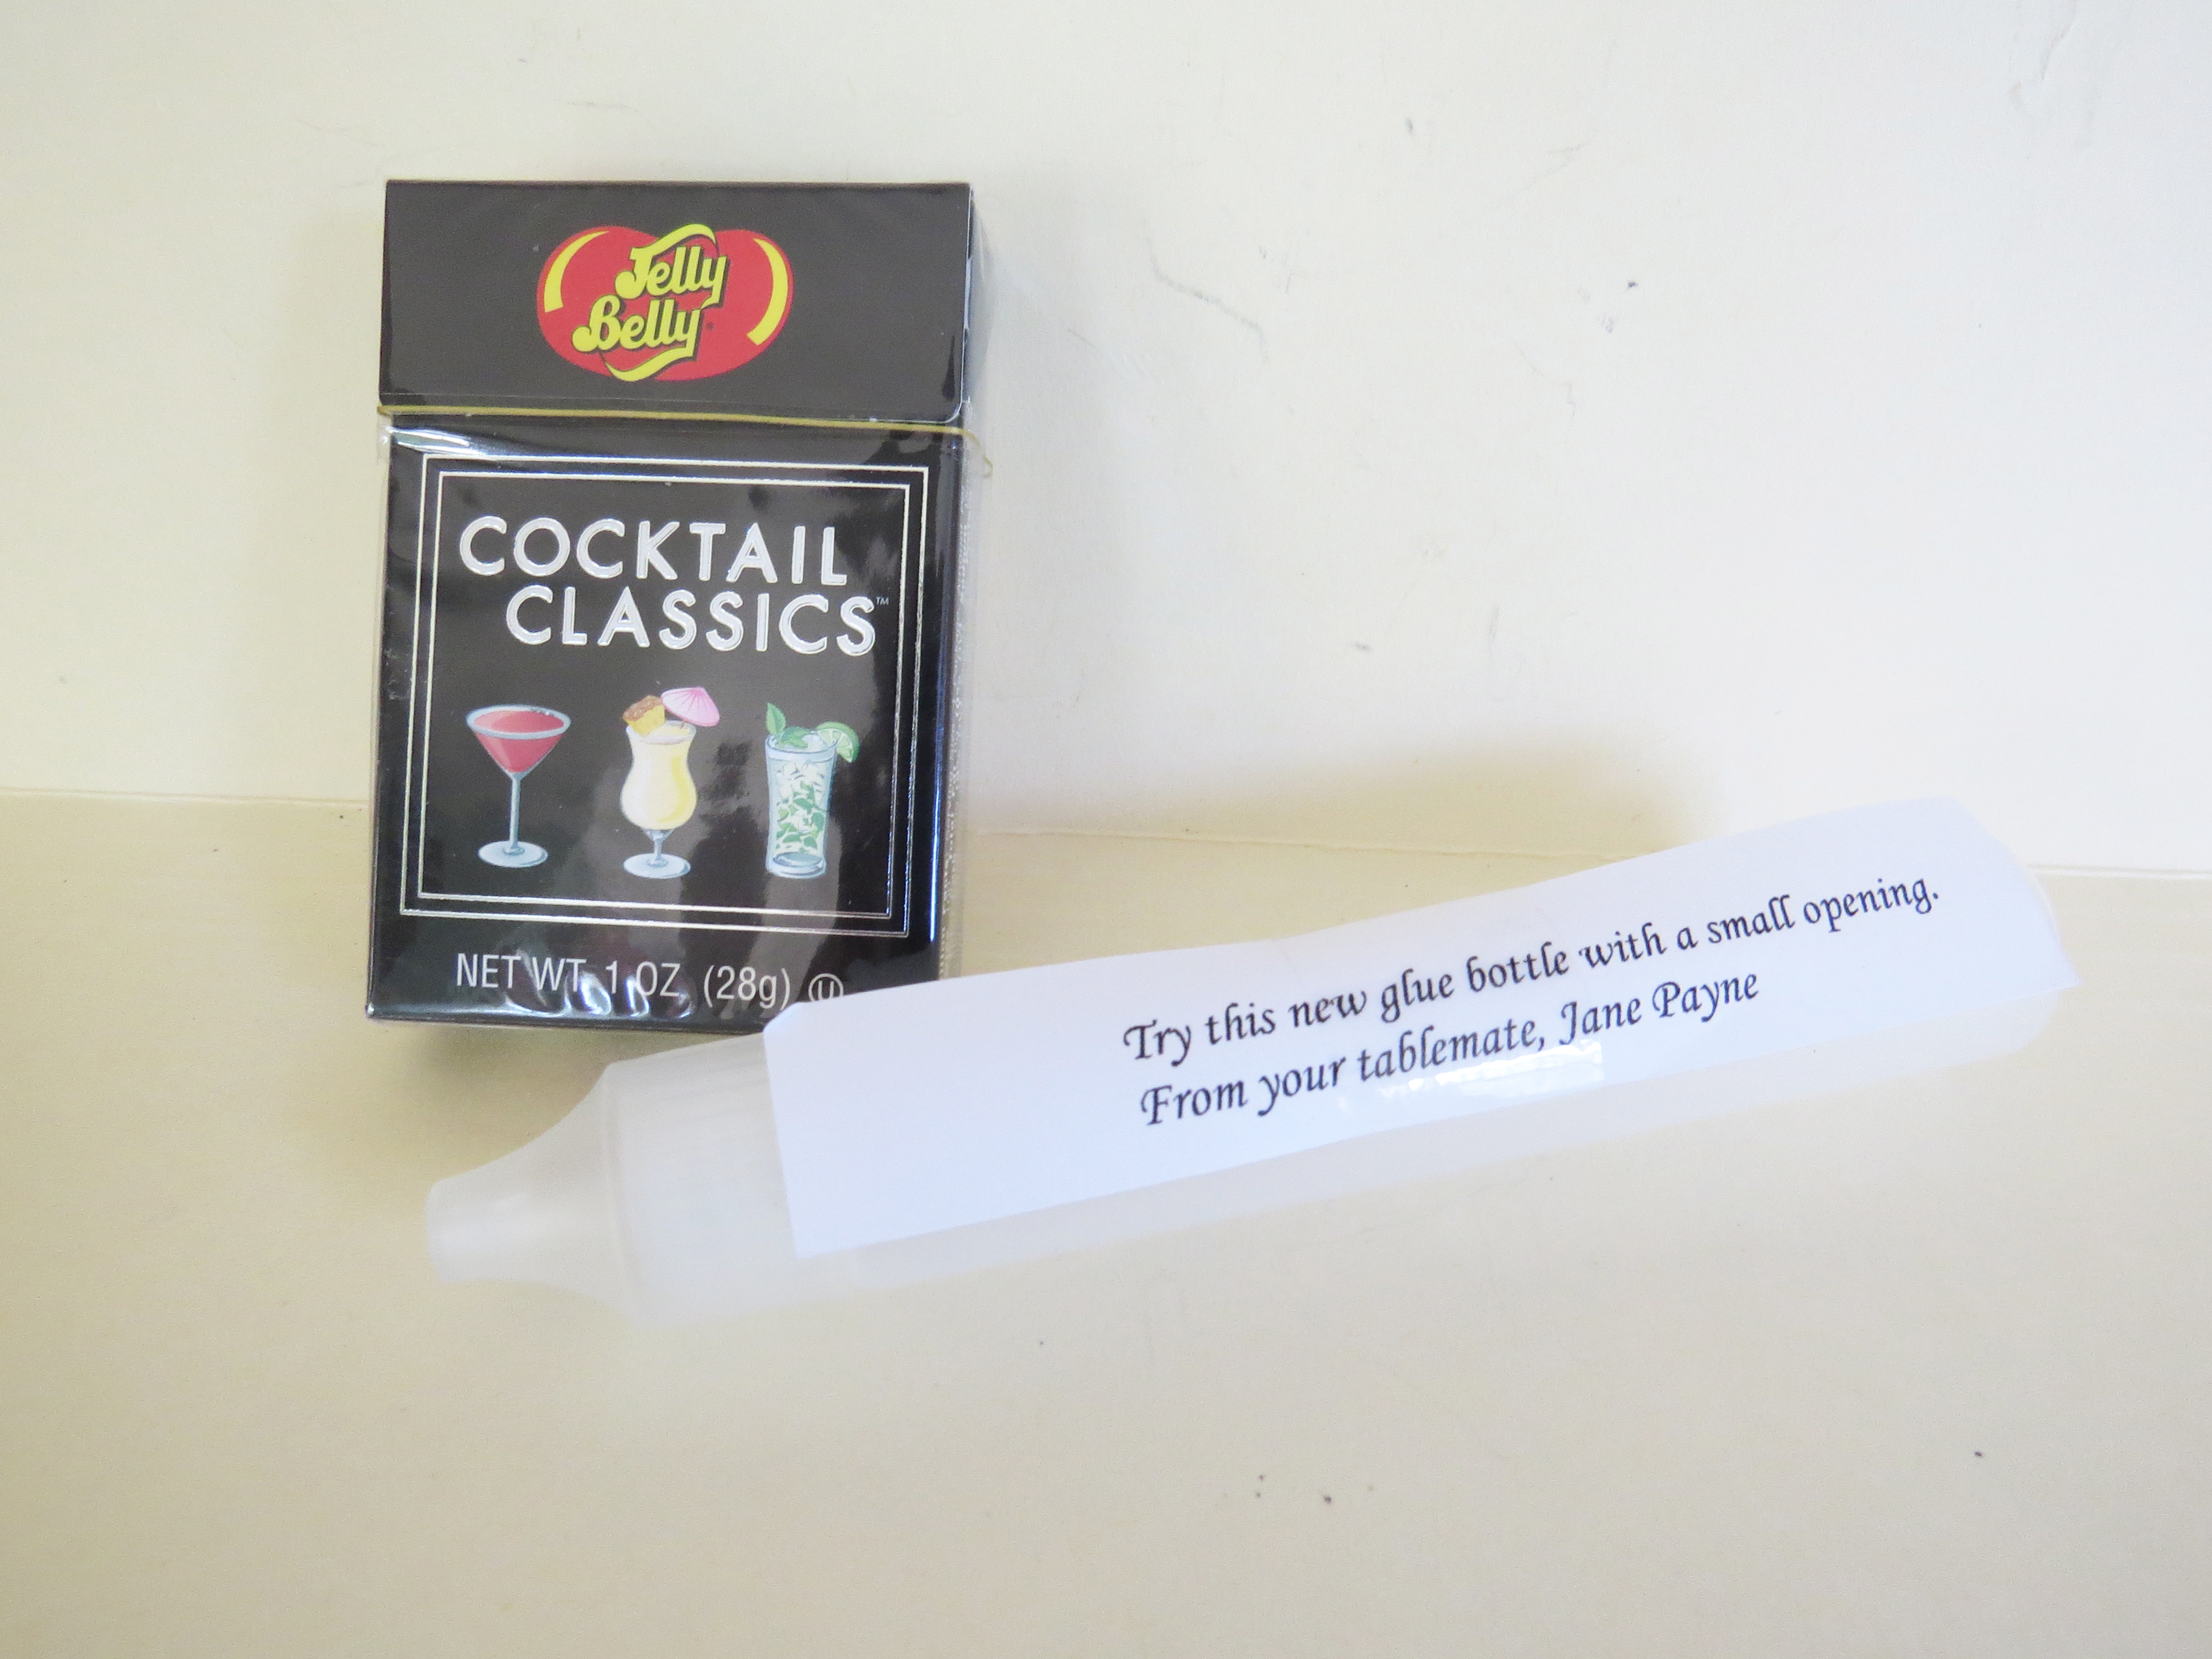 Jelly
Belly
COCKTAIL
CLASSICS™
NET WT. 1 OZ (28g) Ⓤ
Try this new glue bottle with a small opening.
From your tablemate, Jane Payne